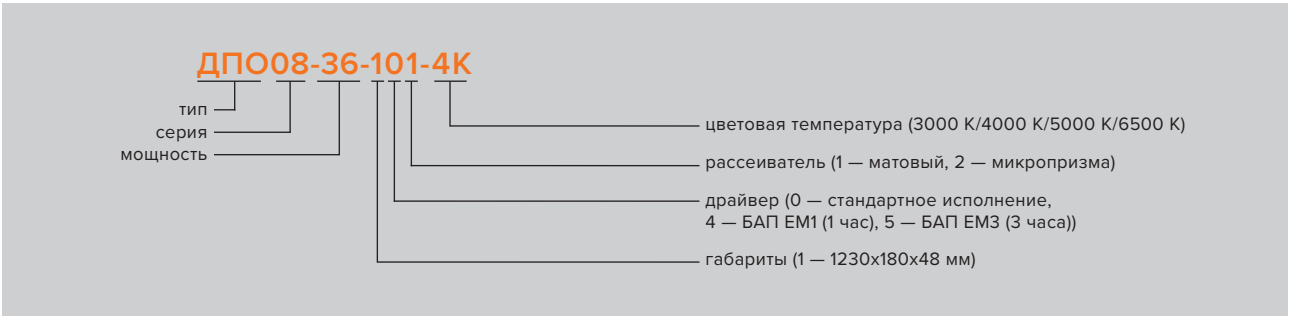 ДПО08-36-101-4К
тип
серия
мощность
цветовая температура (3000 К/4000 К/5000 К/6500 К)
рассеиватель (1 — матовый, 2 — микропризма)
драйвер (0 — стандартное исполнение,
4 — БАП ЕМ1 (1 час), 5 — БАП ЕМ3 (3 часа))
габариты (1 — 1230х180х48 мм)